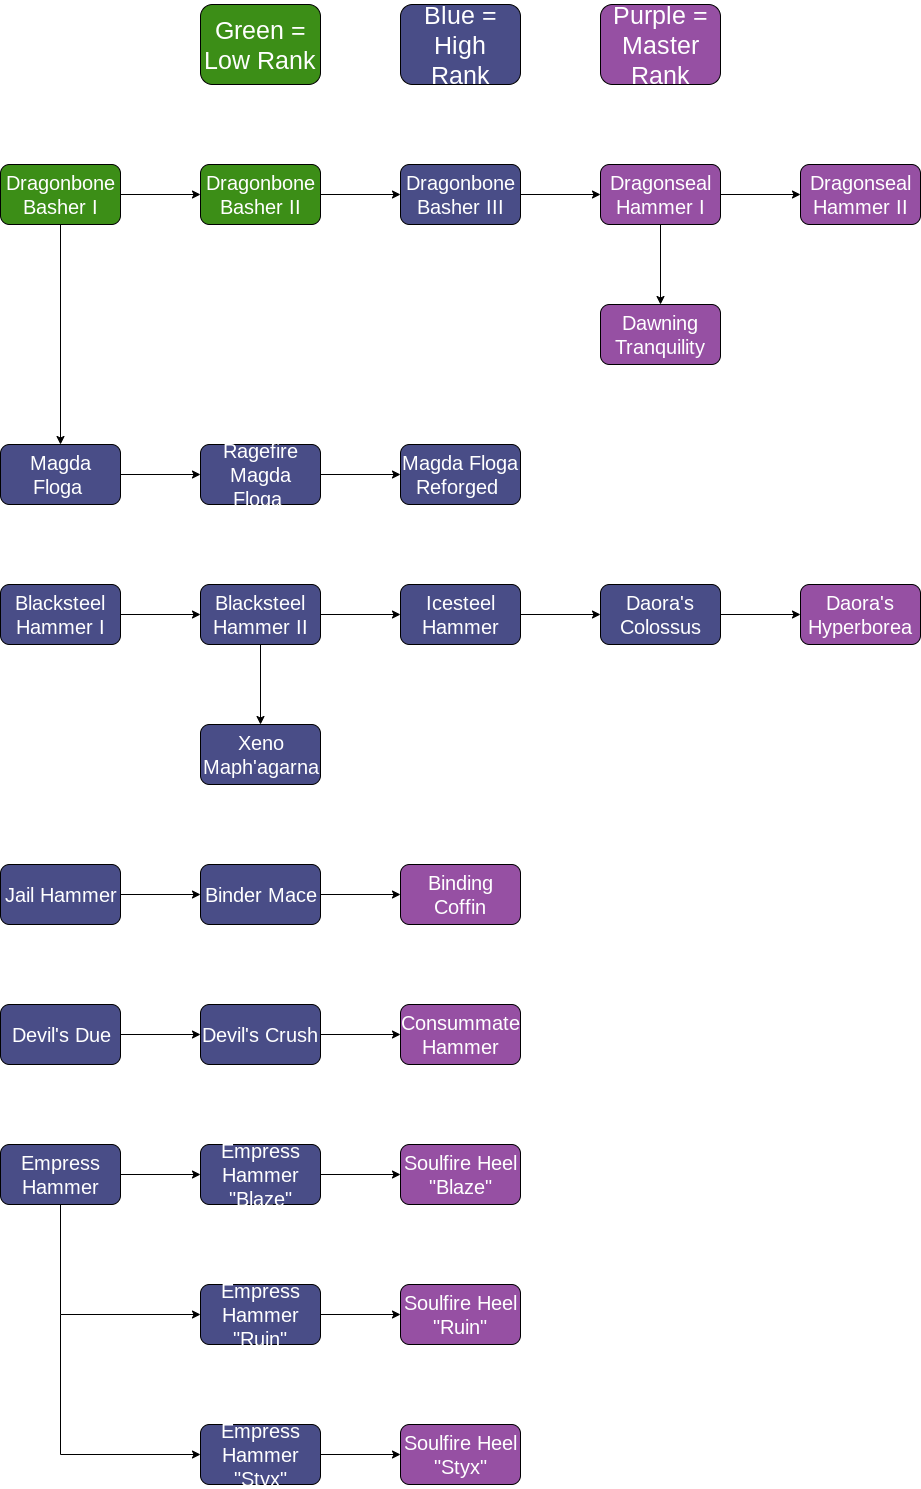 Green =
Low Rank
Blue =
High
Rank
Purple =
Master
Rank
Dragonbone
Basher I
Dragonbone
Basher II
Dragonbone
Basher III
Dragonseal
Hammer I
Dragonseal
Hammer II
Dawning
Tranquility
Magda
Floga
Ragefire
Magda
Floga
Magda Floga
Reforged
Blacksteel
Hammer I
Blacksteel
Hammer II
Icesteel
Hammer
Daora's
Colossus
Daora's
Hyperborea
Xeno
Maph'agarna
Jail Hammer
Binder Mace
Binding
Coffin
Devil's Due
Devil's Crush
Consummate
Hammer
Empress
Hammer
Empress
Hammer
"Blaze"
Soulfire Heel
"Blaze"
Empress
Hammer
"Ruin"
Soulfire Heel
"Ruin"
Empress
Hammer
"Styx"
Soulfire Heel
"Styx"